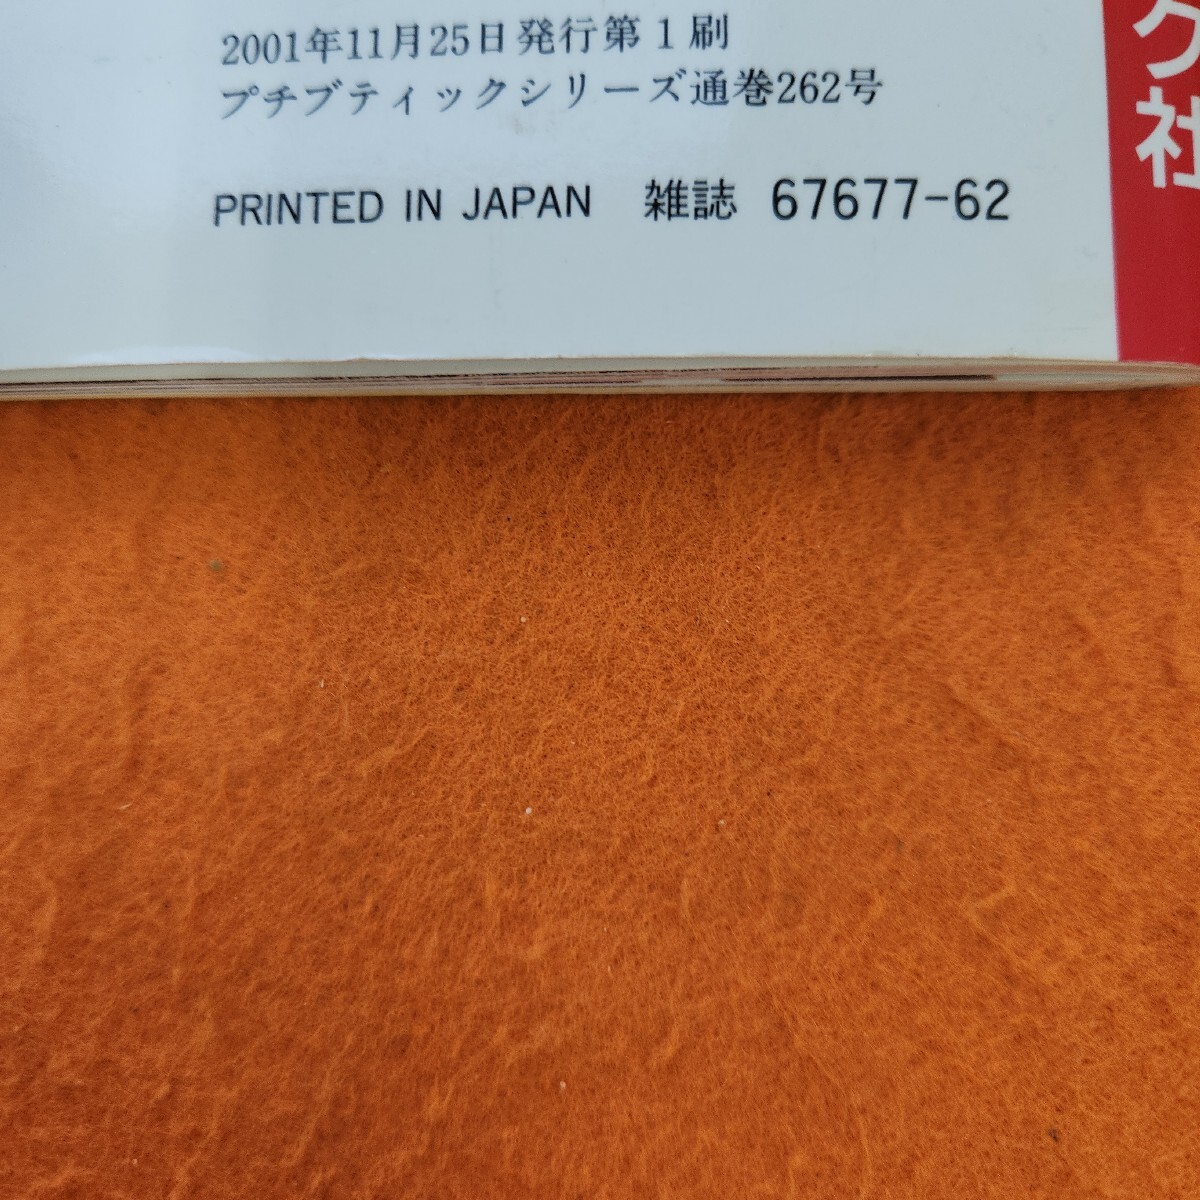 2001年11月25日発行第1刷
プチブティックシリーズ通巻262号
PRINTED IN JAPAN 雑誌 67677-62
ク社